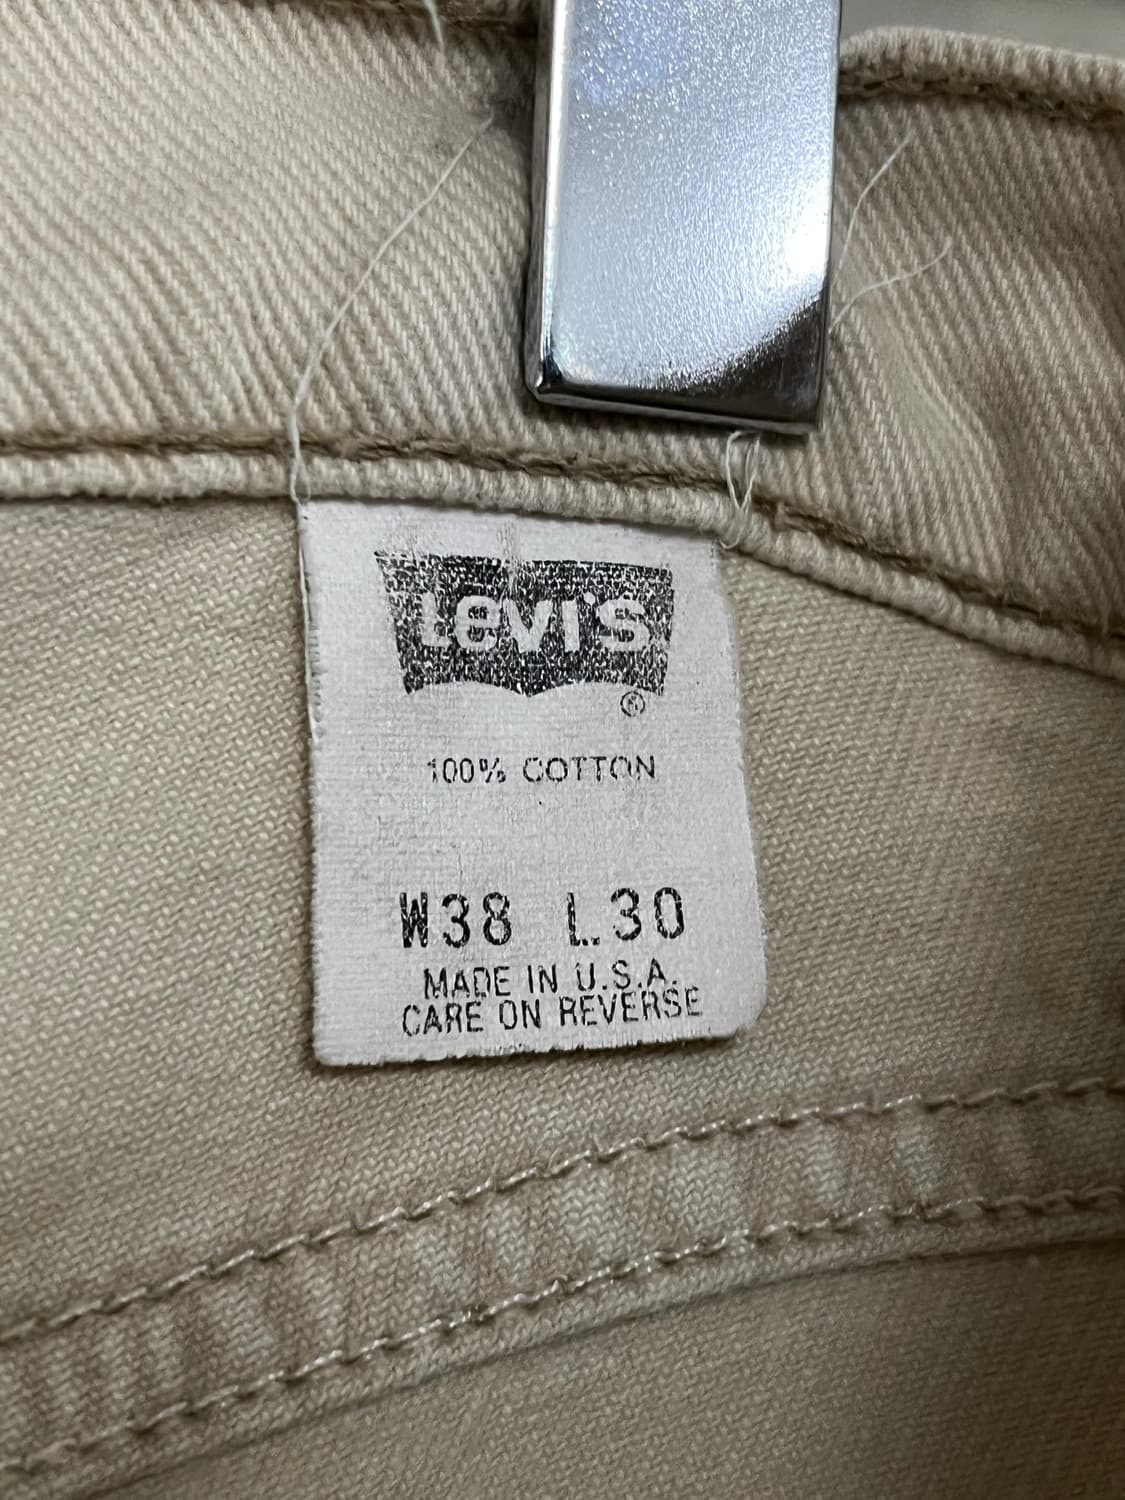 Levi's
®
100% COTTON
W38 L30
MADE IN U.S.A.
CARE ON REVERSE